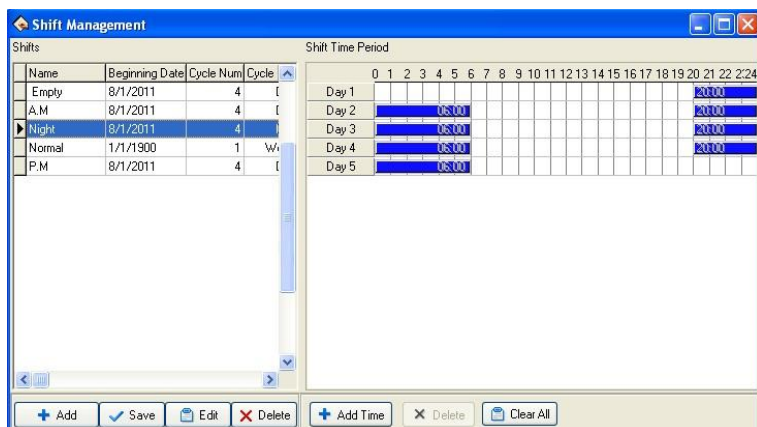 Shift Management
Shifts
Shift Time Period
Name Beginning Date Cycle Num Cycle
Empty 8/1/2011 4
A.M 8/1/2011 4
Night 8/1/2011 4
Normal 1/1/1900 1
P.M 8/1/2011 4
0 1 2 3 4 5 6 7 8 9 10 11 12 13 14 15 16 17 18 19 20 21 22 2:24
Day 1 20:00
Day 2 06:00 20:00
Day 3 06:00 20:00
Day 4 06:00 20:00
Day 5 06:00
Add Save Edit Delete
Add Time Delete Clear All